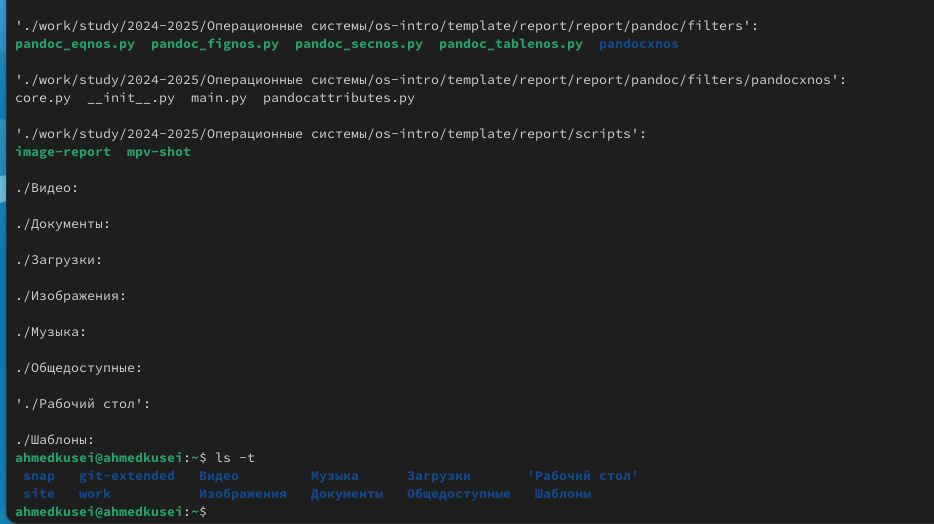 './work/study/2024-2025/Операционные системы/os-intro/template/report/report/pandoc/filters':
pandoc_eqnos.py  pandoc_fignos.py  pandoc_secnos.py  pandoc_tablenos.py  pandocxnos
'./work/study/2024-2025/Операционные системы/os-intro/template/report/report/pandoc/filters/pandocxnos':
core.py  __init__.py  main.py  pandocattributes.py
'./work/study/2024-2025/Операционные системы/os-intro/template/report/scripts':
image-report  mpv-shot
./Видео:
./Документы:
./Загрузки:
./Изображения:
./Музыка:
./Общедоступные:
'./Рабочий стол':
./Шаблоны:
ahmedkusei@ahmedkusei:~$ ls -t
snap   git-extended   Видео         Музыка      Загрузки       'Рабочий стол'
site   work           Изображения   Документы   Общедоступные   Шаблоны
ahmedkusei@ahmedkusei:~$